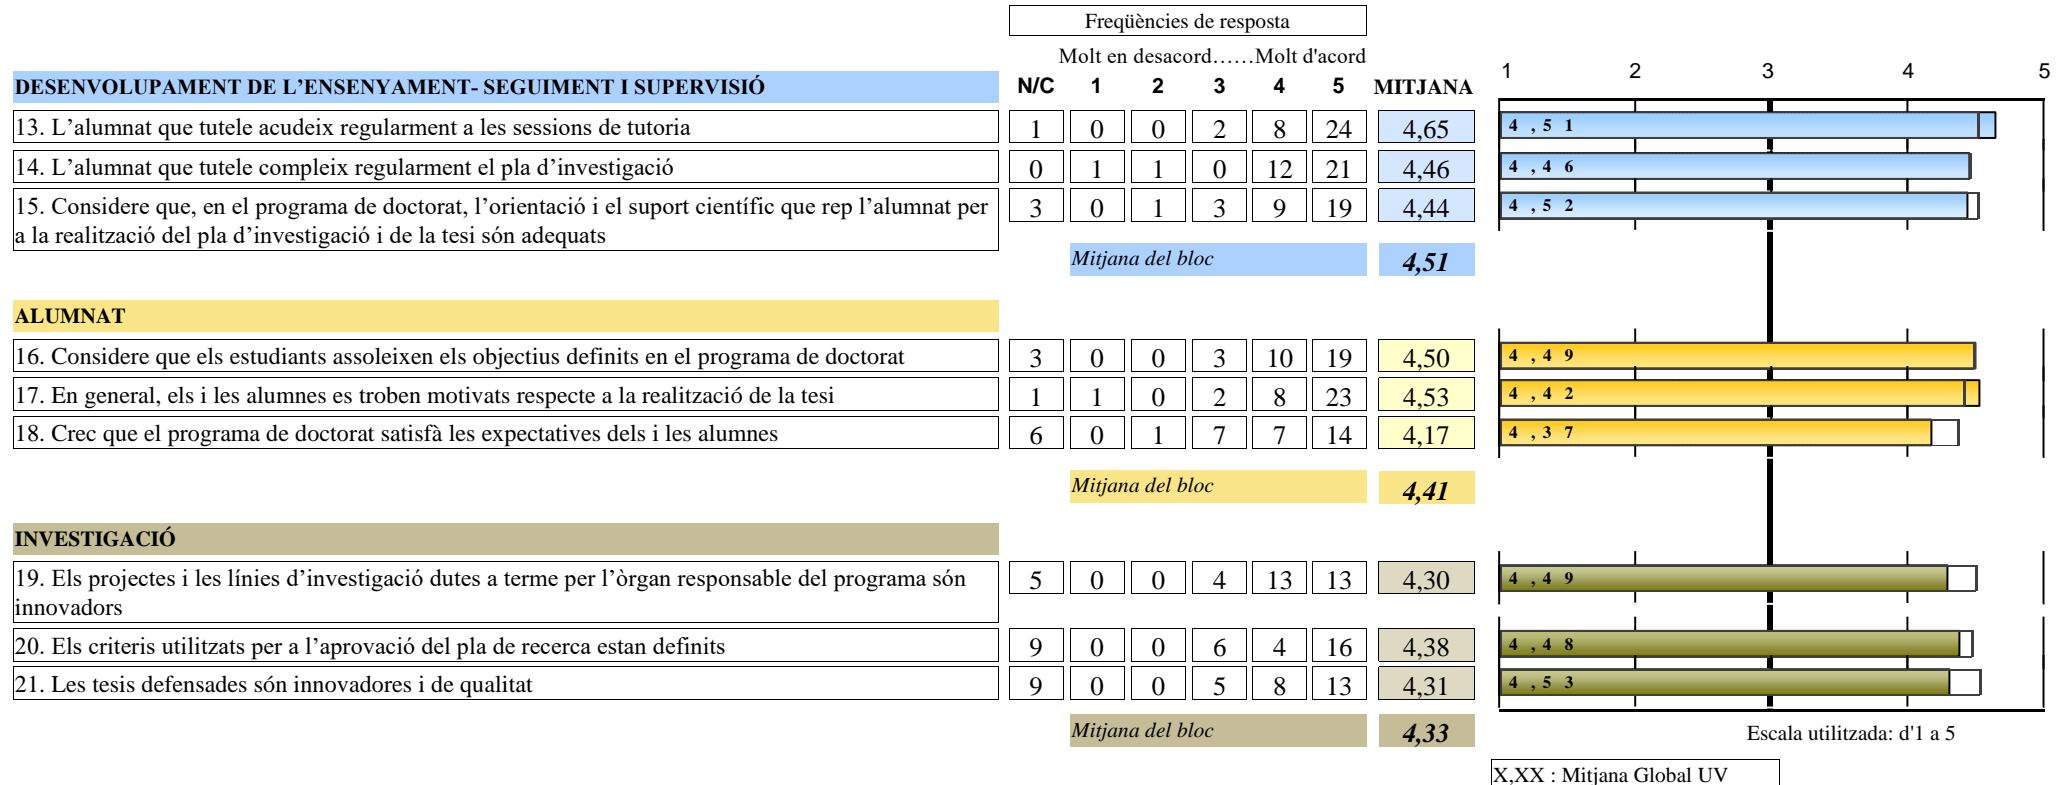 Freqüències de resposta
Molt en desacord……Molt d'acord
DESENVOLUPAMENT DE L’ENSENYAMENT- SEGUIMENT I SUPERVISIÓ N/C 1 2 3 4 5 MITJANA 1 2 3 4 5
13. L’alumnat que tutele acudeix regularment a les sessions de tutoria 1 0 0 2 8 24 4,65 4,51
14. L’alumnat que tutele compleix regularment el pla d’investigació 0 1 1 0 12 21 4,46 4,46
15. Considere que, en el programa de doctorat, l’orientació i el suport científic que rep l’alumnat per 3 0 1 3 9 19 4,44 4,52
a la realització del pla d’investigació i de la tesi són adequats
Mitjana del bloc 4,51
ALUMNAT
16. Considere que els estudiants assoleixen els objectius definits en el programa de doctorat 3 0 0 3 10 19 4,50 4,49
17. En general, els i les alumnes es troben motivats respecte a la realització de la tesi 1 1 0 2 8 23 4,53 4,42
18. Crec que el programa de doctorat satisfà les expectatives dels i les alumnes 6 0 1 7 7 14 4,17 4,37
Mitjana del bloc 4,41
INVESTIGACIÓ
19. Els projectes i les línies d’investigació dutes a terme per l’òrgan responsable del programa són 5 0 0 4 13 13 4,30 4,49
innovadors
20. Els criteris utilitzats per a l’aprovació del pla de recerca estan definits 9 0 0 6 4 16 4,38 4,48
21. Les tesis defensades són innovadores i de qualitat 9 0 0 5 8 13 4,31 4,53
Mitjana del bloc 4,33
Escala utilitzada: d'1 a 5
X,XX : Mitjana Global UV